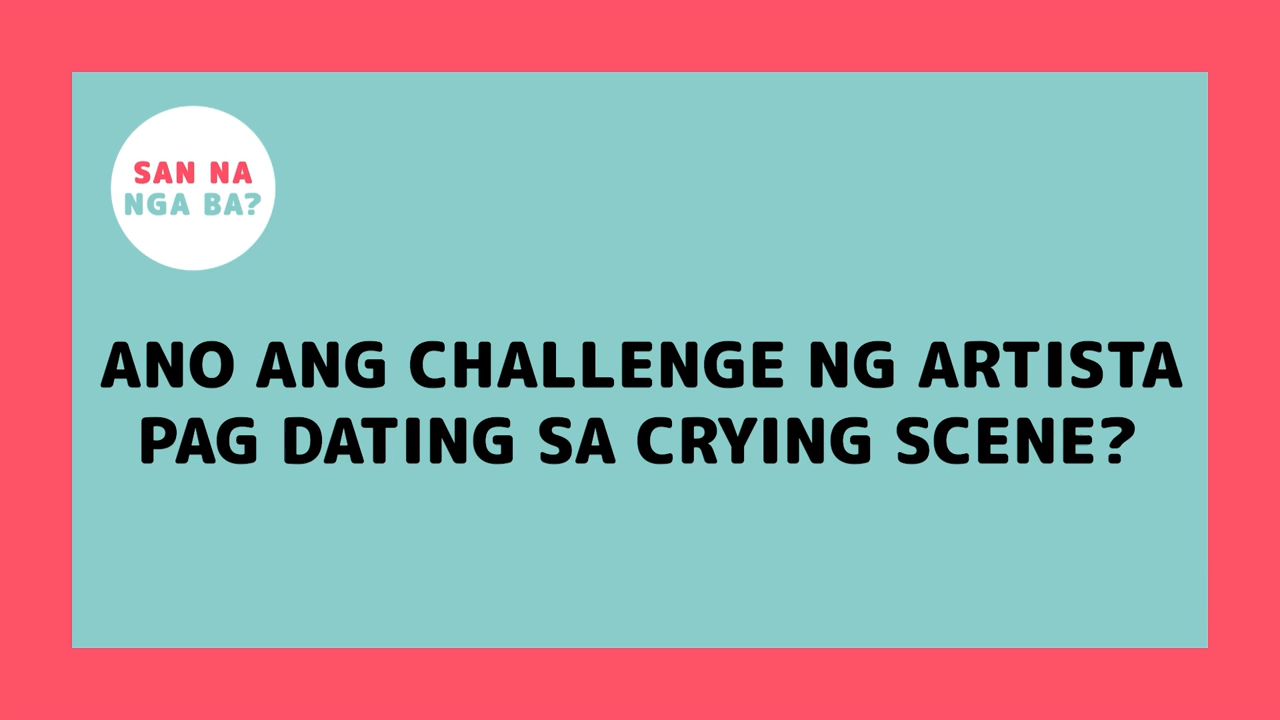 SAN NA
NGA BA?
ANO ANG CHALLENGE NG ARTISTA
PAG DATING SA CRYING SCENE?